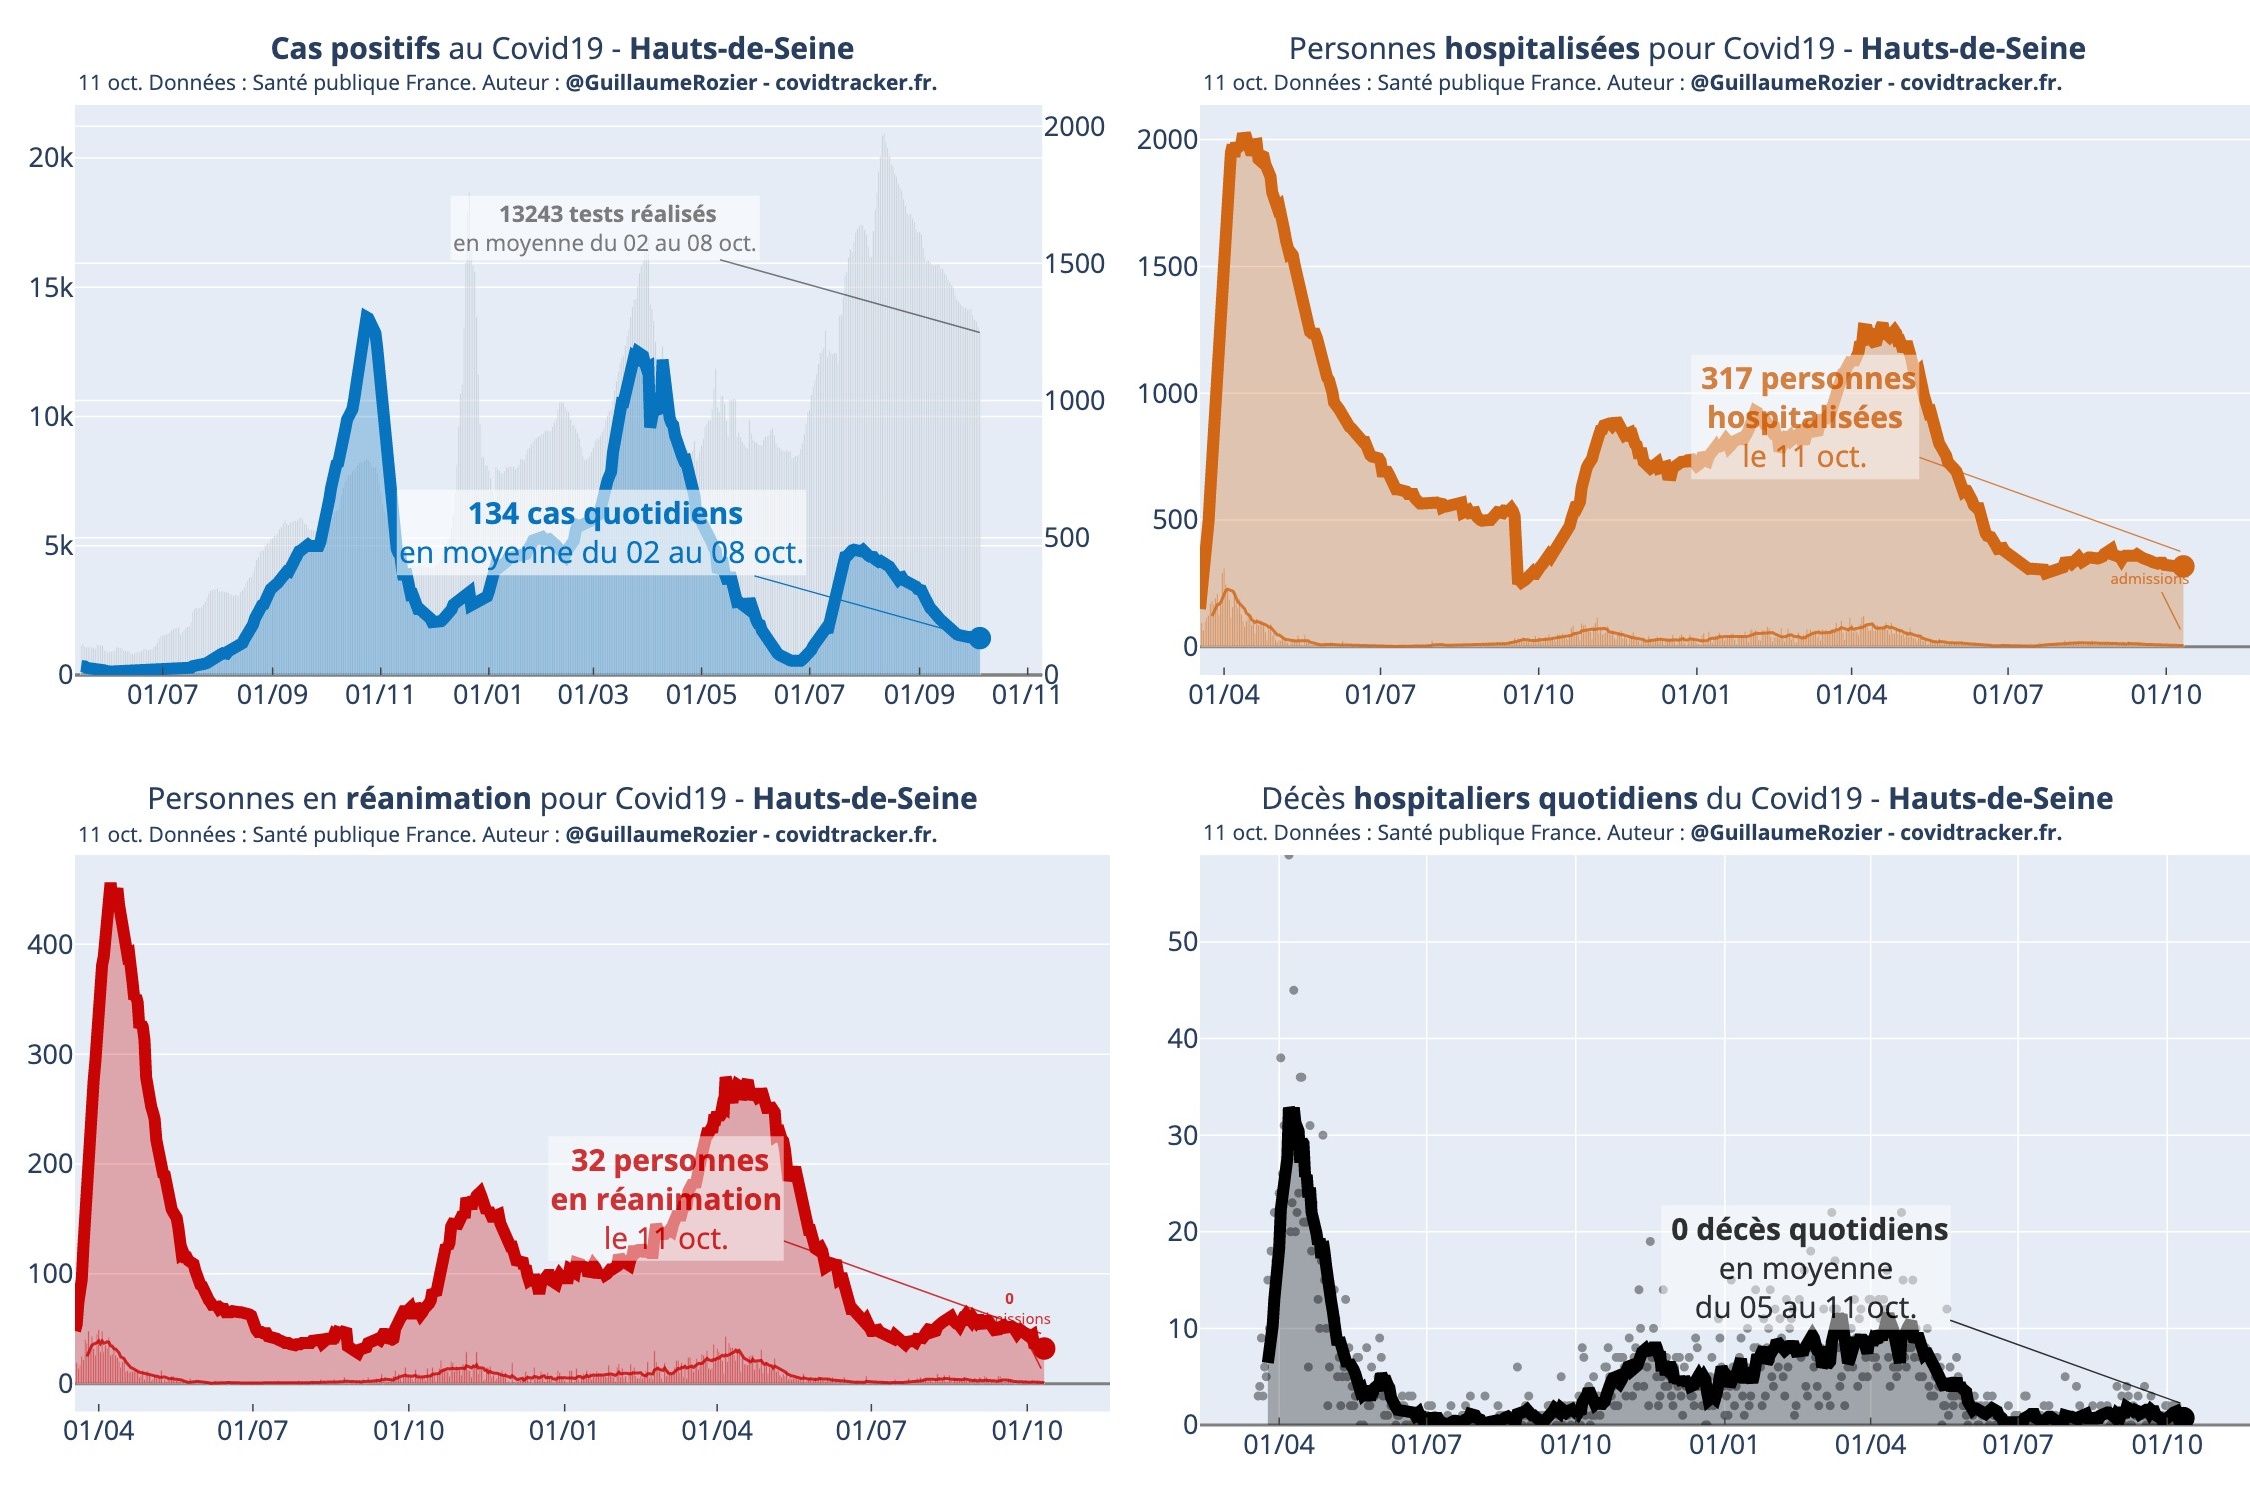 Cas positifs au Covid19 - Hauts-de-Seine
11 oct. Données : Santé publique France. Auteur : @GuillaumeRozier - covidtracker.fr.
20k
15k
10k
5k
0
2000
1500
1000
500
0
13243 tests réalisés
en moyenne du 02 au 08 oct.
134 cas quotidiens
en moyenne du 02 au 08 oct.
01/07 01/09 01/11 01/01 01/03 01/05 01/07 01/09 01/11
Personnes hospitalisées pour Covid19 - Hauts-de-Seine
11 oct. Données : Santé publique France. Auteur : @GuillaumeRozier - covidtracker.fr.
2000
1500
1000
500
0
317 personnes
hospitalisées
le 11 oct.
admissions
01/04 01/07 01/10 01/01 01/04 01/07 01/10
Personnes en réanimation pour Covid19 - Hauts-de-Seine
11 oct. Données : Santé publique France. Auteur : @GuillaumeRozier - covidtracker.fr.
400
300
200
100
0
32 personnes
en réanimation
le 11 oct.
0
01/04 01/07 01/10 01/01 01/04 01/07 01/10
Décès hospitaliers quotidiens du Covid19 - Hauts-de-Seine
11 oct. Données : Santé publique France. Auteur : @GuillaumeRozier - covidtracker.fr.
50
40
30
20
10
0
0 décès quotidiens
en moyenne
du 05 au 11 oct.
01/04 01/07 01/10 01/01 01/04 01/07 01/10